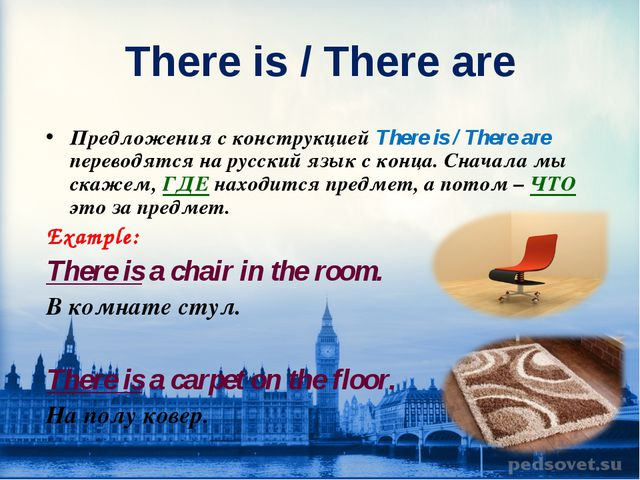 There is / There are
• Предложения с конструкцией There is / There are
переводятся на русский язык с конца. Сначала мы
скажем, ГДЕ находится предмет, а потом – ЧТО
это за предмет.
Example:
There is a chair in the room.
В комнате стул.
There is a carpet on the floor.
На полу ковер.
pedsovet.su